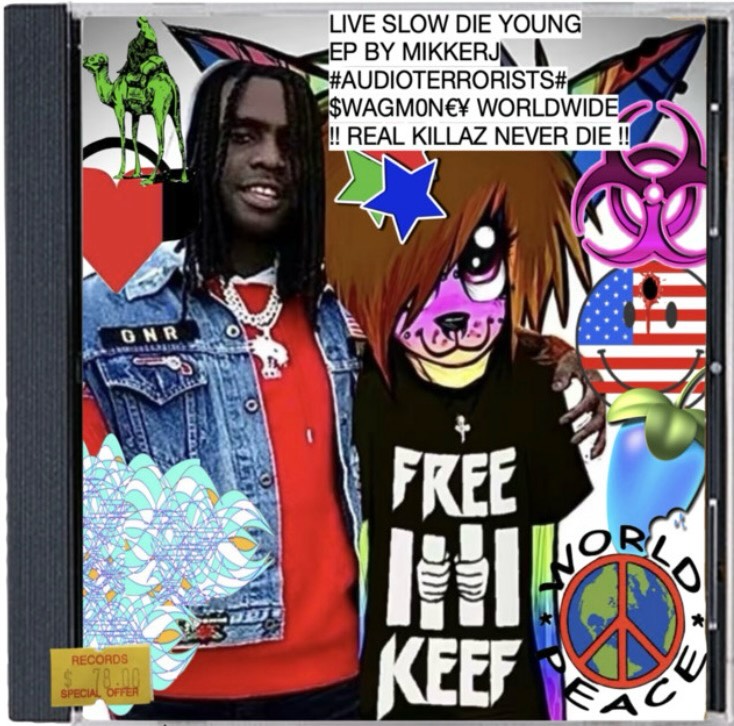 LIVE SLOW DIE YOUNG
EP BY MIKKERJ
#AUDIOTERRORISTS#
$WAGM0N€¥ WORLDWIDE
!! REAL KILLAZ NEVER DIE !!
GNR
FREE
KEEF
WORLD
* *
PEACE
RECORDS
$ 78.00
SPECIAL OFFER